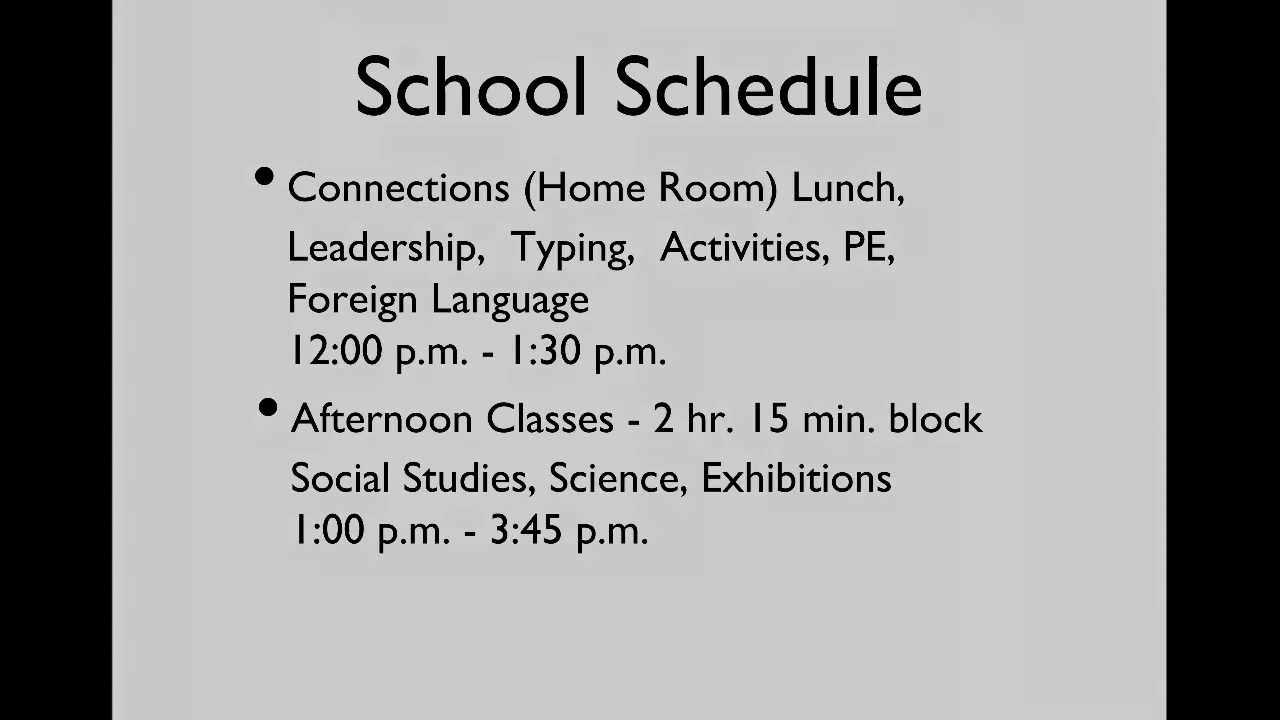 School Schedule
• Connections (Home Room) Lunch,
Leadership, Typing, Activities, PE,
Foreign Language
12:00 p.m. - 1:30 p.m.
• Afternoon Classes - 2 hr. 15 min. block
Social Studies, Science, Exhibitions
1:00 p.m. - 3:45 p.m.